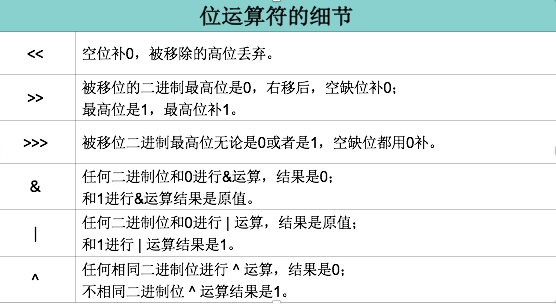 位运算符的细节
<< 空位补0，被移除的高位丢弃。
>> 被移位的二进制最高位是0，右移后，空缺位补0；
最高位是1，最高位补1。
>>> 被移位二进制最高位无论是0或者是1，空缺位都用0补。
& 任何二进制位和0进行&运算，结果是0；
和1进行&运算结果是原值。
| 任何二进制位和0进行 | 运算，结果是原值；
和1进行 | 运算结果是1。
^ 任何相同二进制位进行 ^ 运算，结果是0；
不相同二进制位 ^ 运算结果是1。